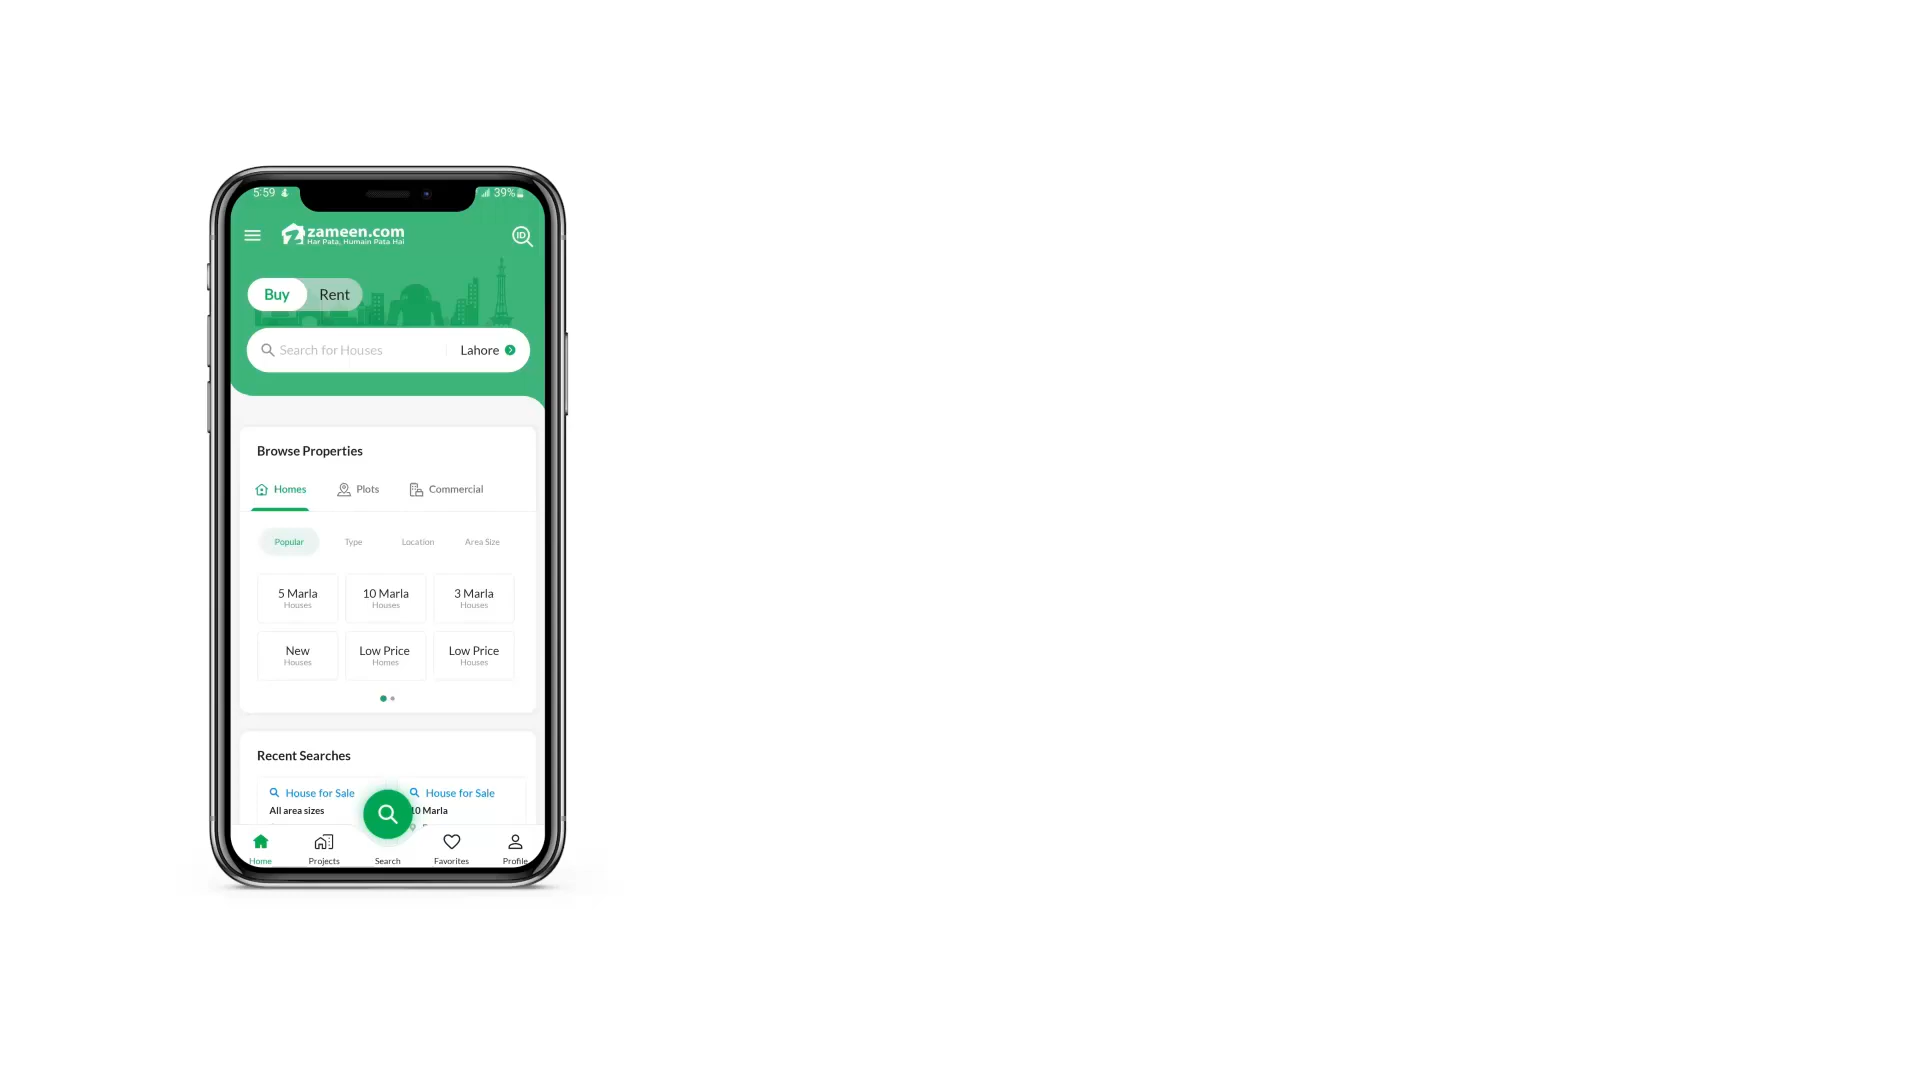 5:59
39%
zameen.com
Har Pata, Humain Pata Hai
ID
Buy Rent
Search for Houses Lahore
Browse Properties
Homes Plots Commercial
Popular Type Location Area Size
5 Marla 10 Marla 3 Marla
Houses Houses Houses
New Low Price Low Price
Houses Homes Houses
Recent Searches
House for Sale House for Sale
All area sizes 10 Marla
Home Projects Search Favorites Profile